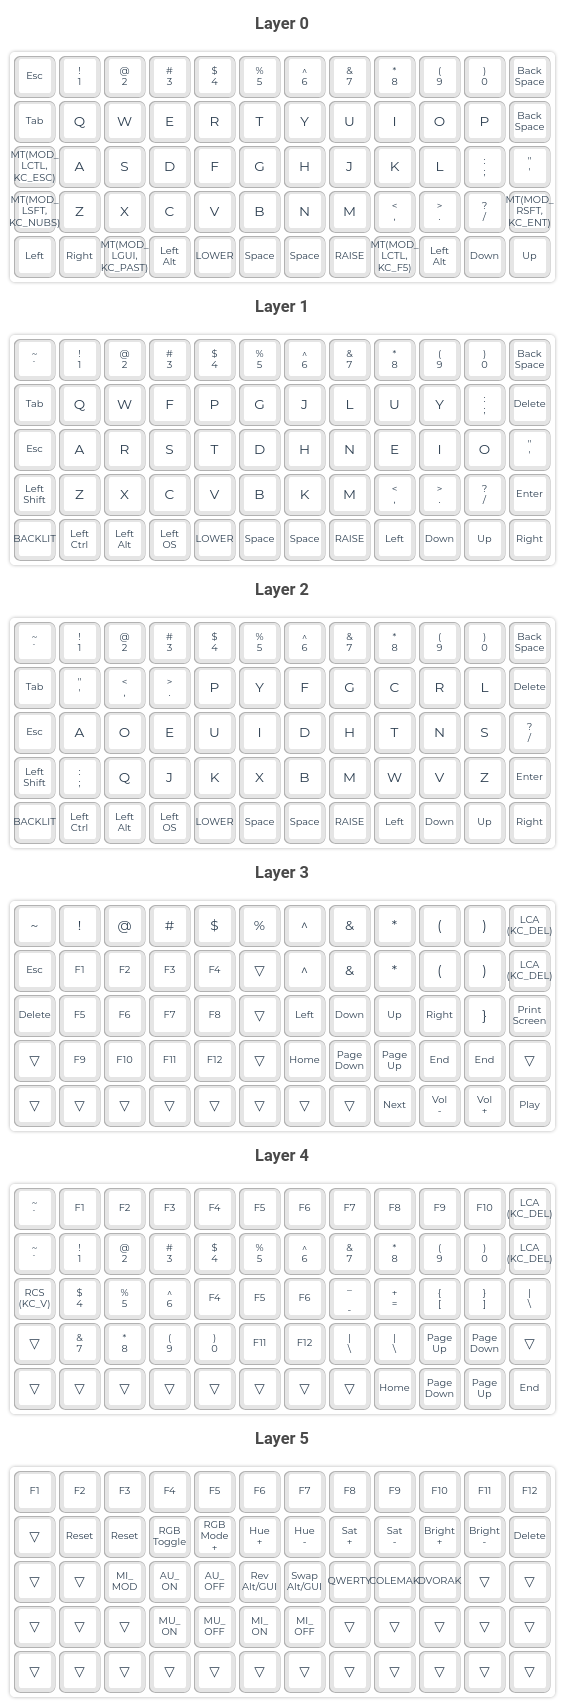 Layer 0
Esc ! 1 @ 2 # 3 $ 4 % 5 ^ 6 & 7 * 8 ( 9 ) 0 Back Space
Tab Q W E R T Y U I O P Back Space
MT(MOD_LCTL, KC_ESC) A S D F G H J K L : ; " '
MT(MOD_LSFT, KC_NUBS) Z X C V B N M < , > . ? / MT(MOD_RSFT, KC_ENT)
Left Right MT(MOD_LGUI, KC_PAST) Left Alt LOWER Space Space RAISE MT(MOD_LCTL, KC_F5) Left Alt Down Up
Layer 1
~ ` ! 1 @ 2 # 3 $ 4 % 5 ^ 6 & 7 * 8 ( 9 ) 0 Back Space
Tab Q W F P G J L U Y : ; Delete
Esc A R S T D H N E I O " '
Left Shift Z X C V B K M < , > . ? / Enter
BACKLIT Left Ctrl Left Alt Left OS LOWER Space Space RAISE Left Down Up Right
Layer 2
~ ` ! 1 @ 2 # 3 $ 4 % 5 ^ 6 & 7 * 8 ( 9 ) 0 Back Space
Tab " ' < , > . P Y F G C R L Delete
Esc A O E U I D H T N S ? /
Left Shift : ; Q J K X B M W V Z Enter
BACKLIT Left Ctrl Left Alt Left OS LOWER Space Space RAISE Left Down Up Right
Layer 3
~ ! @ # $ % ^ & * ( ) LCA (KC_DEL)
Esc F1 F2 F3 F4 ▽ ^ & * ( ) LCA (KC_DEL)
Delete F5 F6 F7 F8 ▽ Left Down Up Right } Print Screen
▽ F9 F10 F11 F12 ▽ Home Page Down Page Up End End ▽
▽ ▽ ▽ ▽ ▽ ▽ ▽ ▽ Next Vol - Vol + Play
Layer 4
~ ` F1 F2 F3 F4 F5 F6 F7 F8 F9 F10 LCA (KC_DEL)
~ ` ! 1 @ 2 # 3 $ 4 % 5 ^ 6 & 7 * 8 ( 9 ) 0 LCA (KC_DEL)
RCS (KC_V) $ 4 % 5 ^ 6 F4 F5 F6 _ - + = { [ } ] | \
▽ & 7 * 8 ( 9 ) 0 F11 F12 | \ | \ Page Up Page Down ▽
▽ ▽ ▽ ▽ ▽ ▽ ▽ ▽ Home Page Down Page Up End
Layer 5
F1 F2 F3 F4 F5 F6 F7 F8 F9 F10 F11 F12
▽ Reset Reset RGB Toggle RGB Mode + Hue + Hue - Sat + Sat - Bright + Bright - Delete
▽ ▽ MI_MOD AU_ON AU_OFF Rev Alt/GUI Swap Alt/GUI QWERTY COLEMAK DVORAK ▽ ▽
▽ ▽ ▽ MU_ON MU_OFF MI_ON MI_OFF ▽ ▽ ▽ ▽ ▽
▽ ▽ ▽ ▽ ▽ ▽ ▽ ▽ ▽ ▽ ▽ ▽